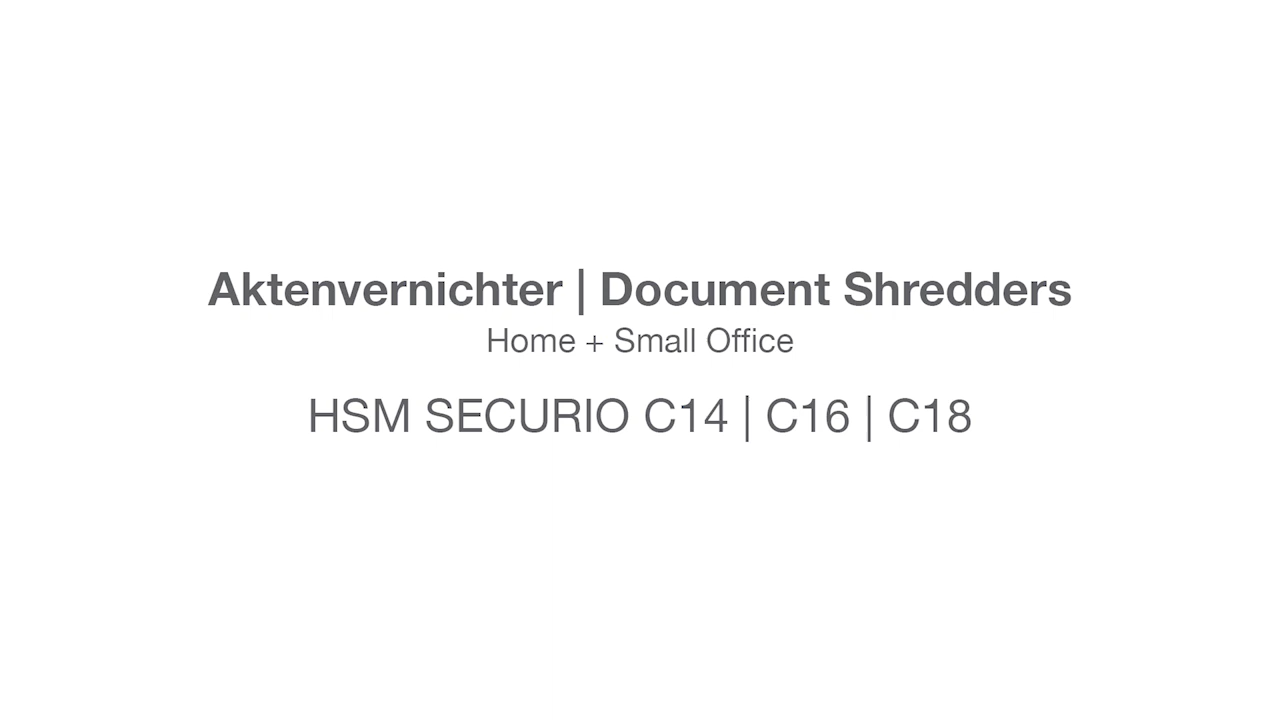 Aktenvernichter | Document Shredders
Home + Small Office
HSM SECURIO C14 | C16 | C18